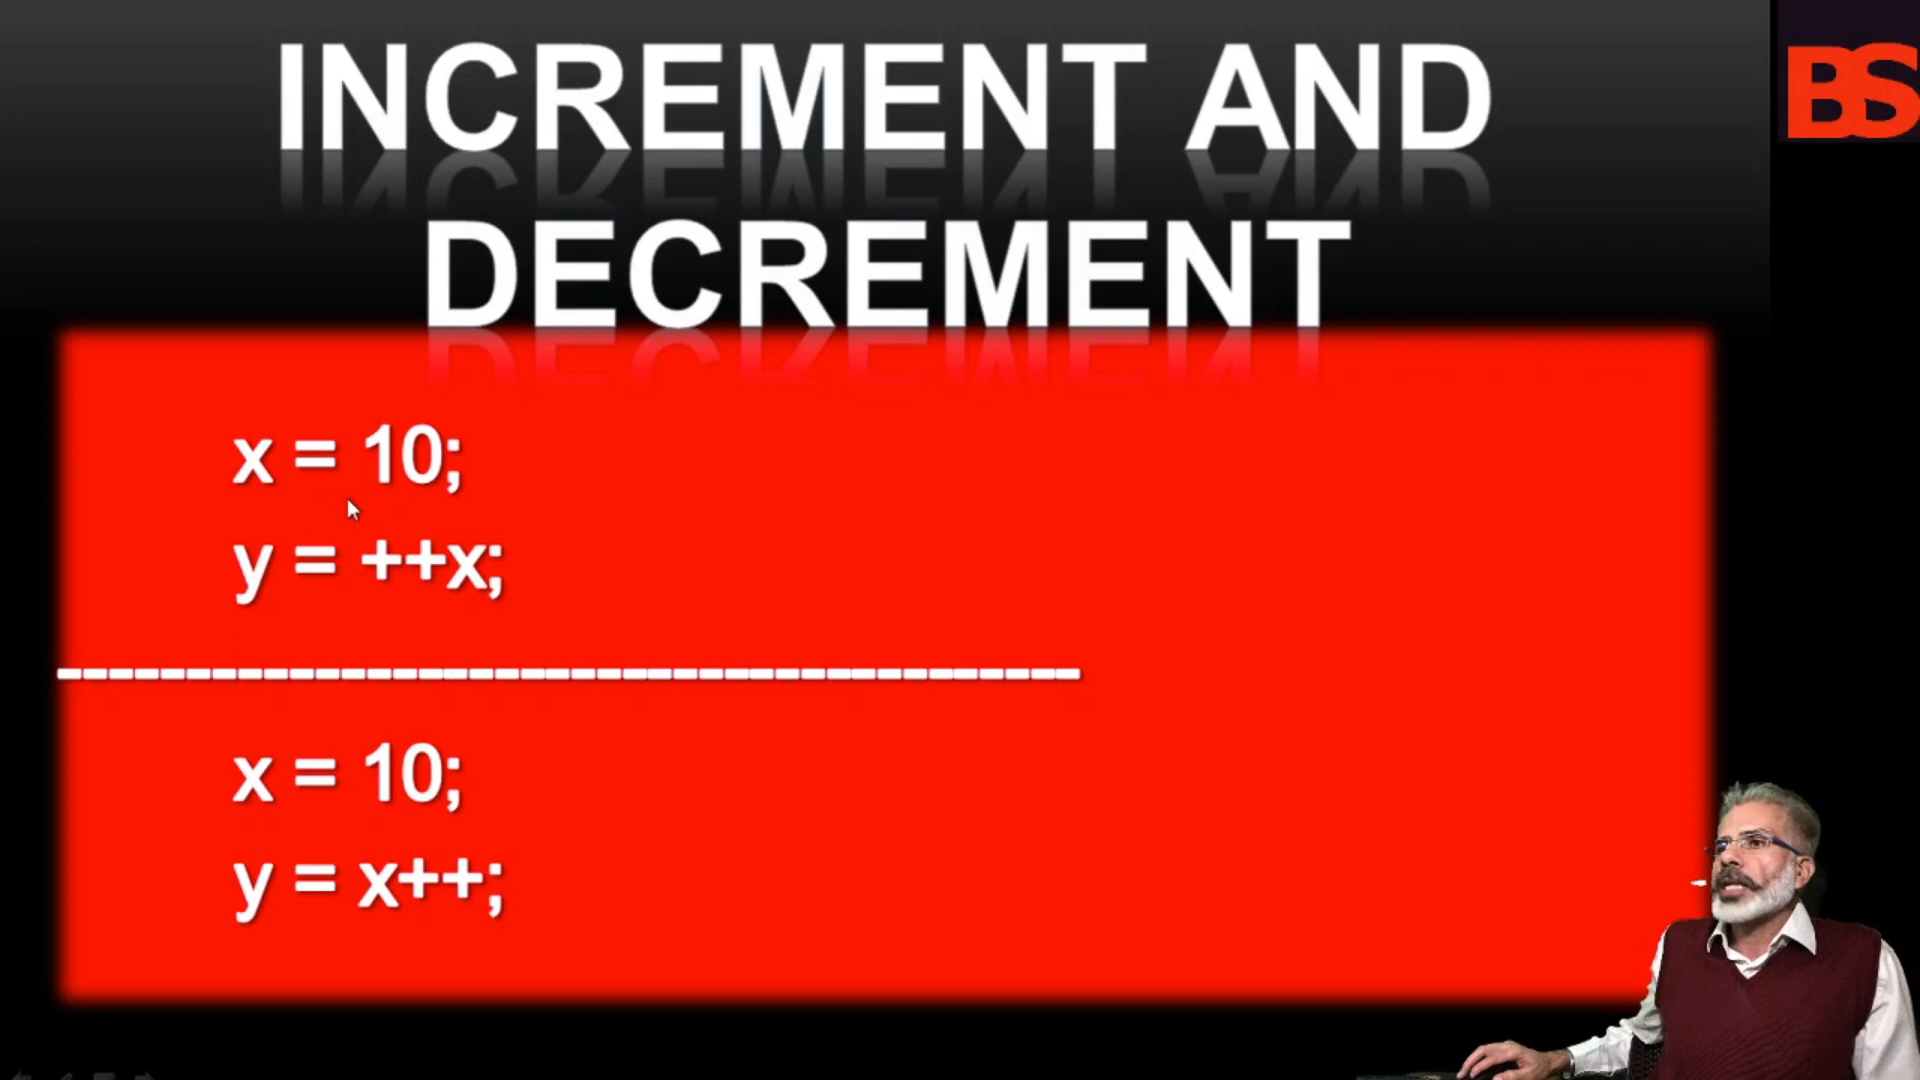 INCREMENT AND
DECREMENT
BS
x = 10;
y = ++x;
----------------------------------------
x = 10;
y = x++;